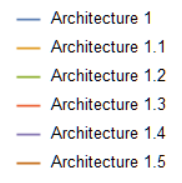 Architecture 1
Architecture 1.1
Architecture 1.2
Architecture 1.3
Architecture 1.4
Architecture 1.5